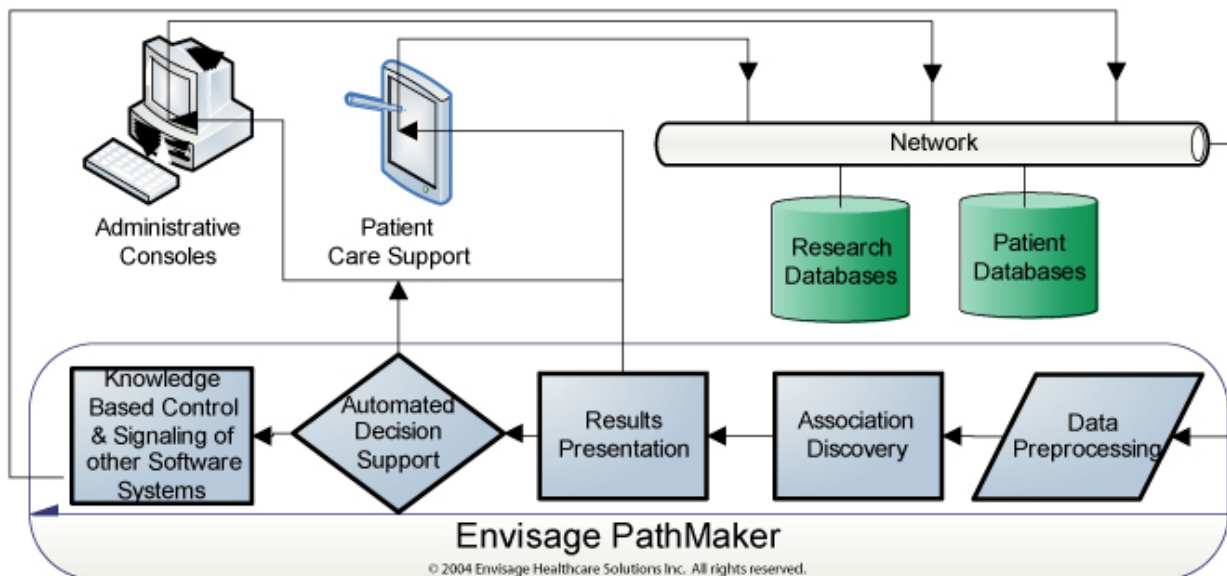 Network
Administrative
Consoles
Patient
Care Support
Research
Databases
Patient
Databases
Knowledge
Based Control
& Signaling of
other Software
Systems
Automated
Decision
Support
Results
Presentation
Association
Discovery
Data
Preprocessing
Envisage PathMaker
© 2004 Envisage Healthcare Solutions Inc. All rights reserved.